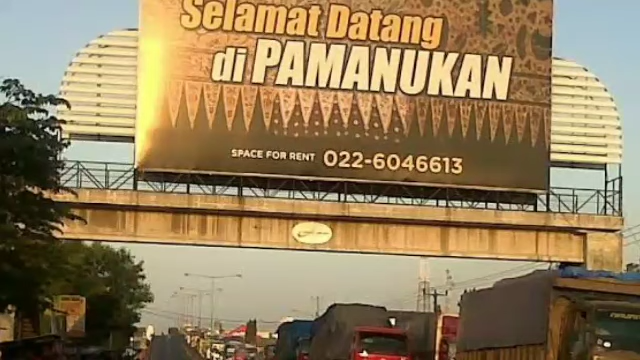 Selamat Datang
di PAMANUKAN
SPACE FOR RENT 022-6046613